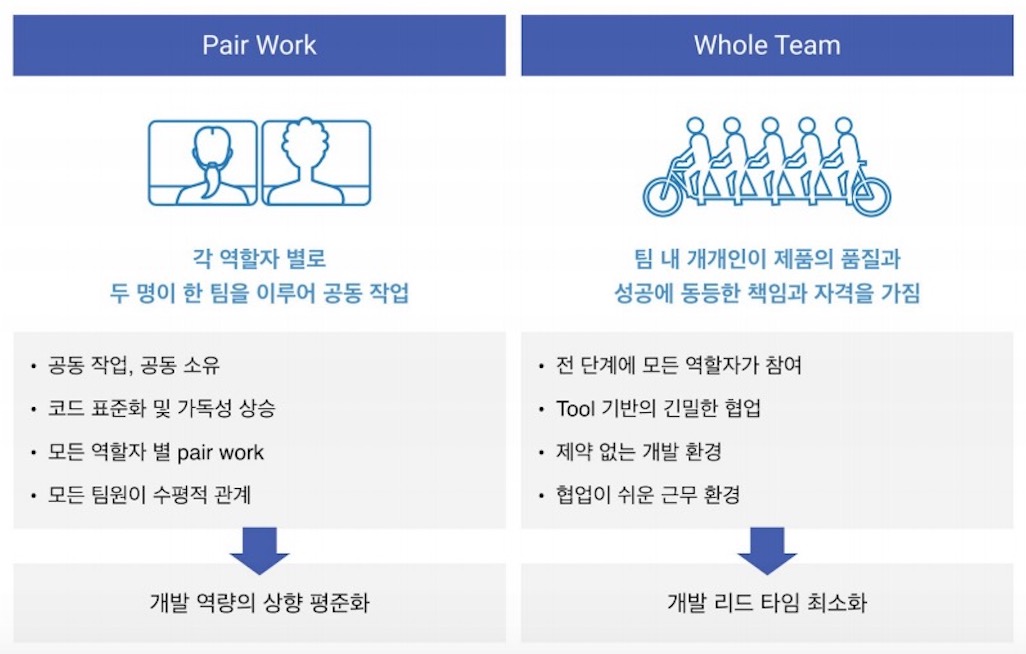 Pair Work
각 역할자 별로
두 명이 한 팀을 이루어 공동 작업
• 공동 작업, 공동 소유
• 코드 표준화 및 가독성 상승
• 모든 역할자 별 pair work
• 모든 팀원이 수평적 관계
개발 역량의 상향 평준화
Whole Team
팀 내 개개인이 제품의 품질과
성공에 동등한 책임과 자격을 가짐
• 전 단계에 모든 역할자가 참여
• Tool 기반의 긴밀한 협업
• 제약 없는 개발 환경
• 협업이 쉬운 근무 환경
개발 리드 타임 최소화